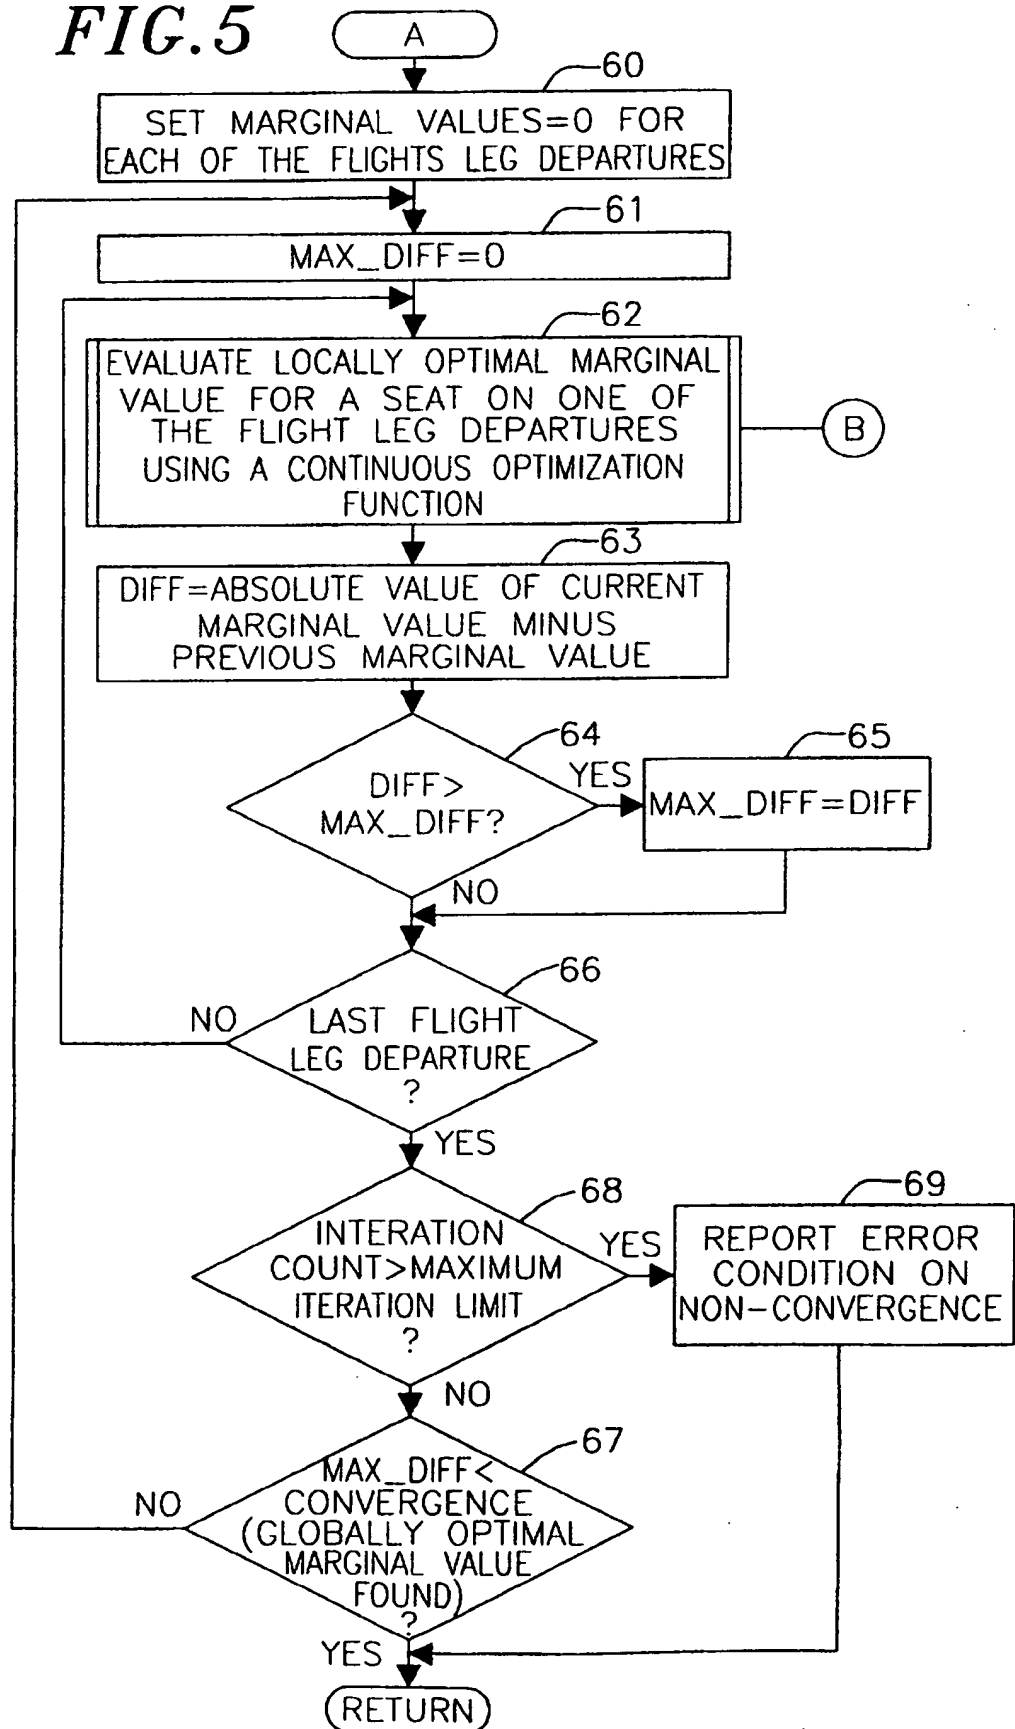 FIG.5
A
60
SET MARGINAL VALUES=0 FOR
EACH OF THE FLIGHTS LEG DEPARTURES
61
MAX_DIFF=0
62
EVALUATE LOCALLY OPTIMAL MARGINAL
VALUE FOR A SEAT ON ONE OF
THE FLIGHT LEG DEPARTURES
USING A CONTINUOUS OPTIMIZATION
FUNCTION
B
63
DIFF=ABSOLUTE VALUE OF CURRENT
MARGINAL VALUE MINUS
PREVIOUS MARGINAL VALUE
64
DIFF>
MAX_DIFF?
YES
65
MAX_DIFF=DIFF
NO
66
LAST FLIGHT
LEG DEPARTURE
?
NO
YES
68
INTERATION
COUNT>MAXIMUM
ITERATION LIMIT
?
YES
69
REPORT ERROR
CONDITION ON
NON-CONVERGENCE
NO
67
MAX_DIFF<
CONVERGENCE
(GLOBALLY OPTIMAL
MARGINAL VALUE
FOUND)
?
NO
YES
RETURN